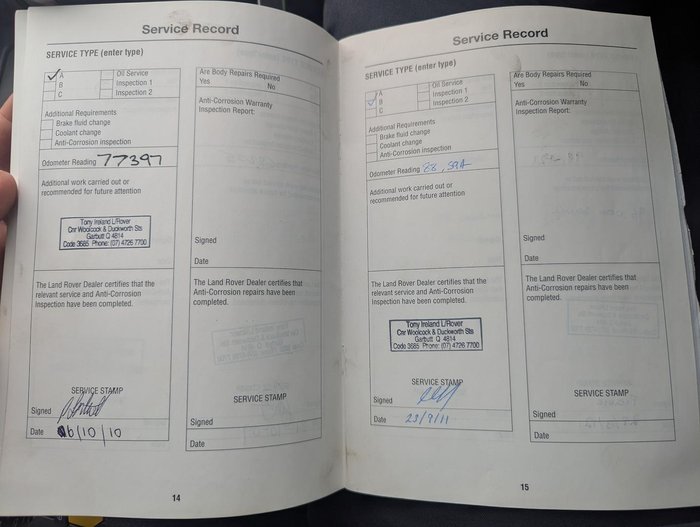 Service Record
SERVICE TYPE (enter type)
A Oil Service
B Inspection 1
C Inspection 2
Additional Requirements
Brake fluid change
Coolant change
Anti-Corrosion inspection
Odometer Reading 77397
Additional work carried out or
recommended for future attention
Tony Ireland L/Rover
Cnr Woolcock & Duckworth Sts
Garbutt Q 4814
Code 3685 Phone: (07) 4726 7700
The Land Rover Dealer certifies that the
relevant service and Anti-Corrosion
Inspection have been completed.
SERVICE STAMP
Signed
Date 6/10/10
Are Body Repairs Required
Yes No
Anti-Corrosion Warranty
Inspection Report:
Signed
Date
The Land Rover Dealer certifies that the
Anti-Corrosion repairs have been
completed.
SERVICE STAMP
Signed
Date
14
Service Record
SERVICE TYPE (enter type)
A Oil Service
B Inspection 1
C Inspection 2
Additional Requirements
Brake fluid change
Coolant change
Anti-Corrosion inspection
Odometer Reading 88,
Additional work carried out or
recommended for future attention
Tony Ireland L/Rover
Cnr Woolcock & Duckworth Sts
Garbutt Q 4814
Code 3685 Phone: (07) 4726 7700
The Land Rover Dealer certifies that the
relevant service and Anti-Corrosion
Inspection have been completed.
SERVICE STAMP
Signed
Date 23/9/11
Are Body Repairs Required
Yes No
Anti-Corrosion Warranty
Inspection Report:
Signed
Date
The Land Rover Dealer certifies that the
Anti-Corrosion repairs have been
completed.
SERVICE STAMP
Signed
Date
15